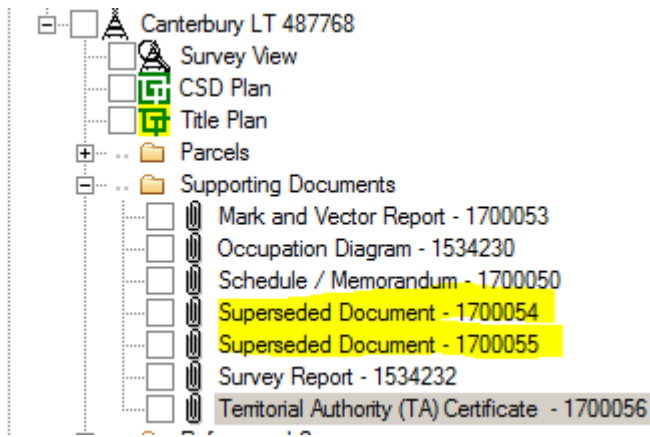 Canterbury LT 487768
Survey View
CSD Plan
Title Plan
Parcels
Supporting Documents
Mark and Vector Report - 1700053
Occupation Diagram - 1534230
Schedule / Memorandum - 1700050
Superseded Document - 1700054
Superseded Document - 1700055
Survey Report - 1534232
Territorial Authority (TA) Certificate - 1700056